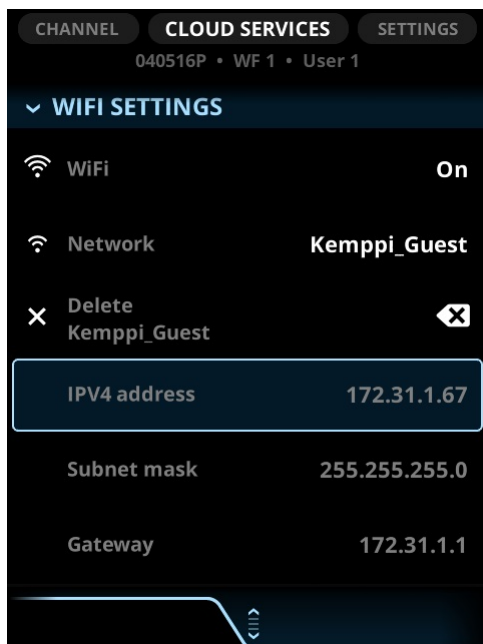 CHANNEL CLOUD SERVICES SETTINGS
040516P • WF 1 • User 1
WIFI SETTINGS
WiFi On
Network Kemppi_Guest
Delete
Kemppi_Guest
IPV4 address 172.31.1.67
Subnet mask 255.255.255.0
Gateway 172.31.1.1